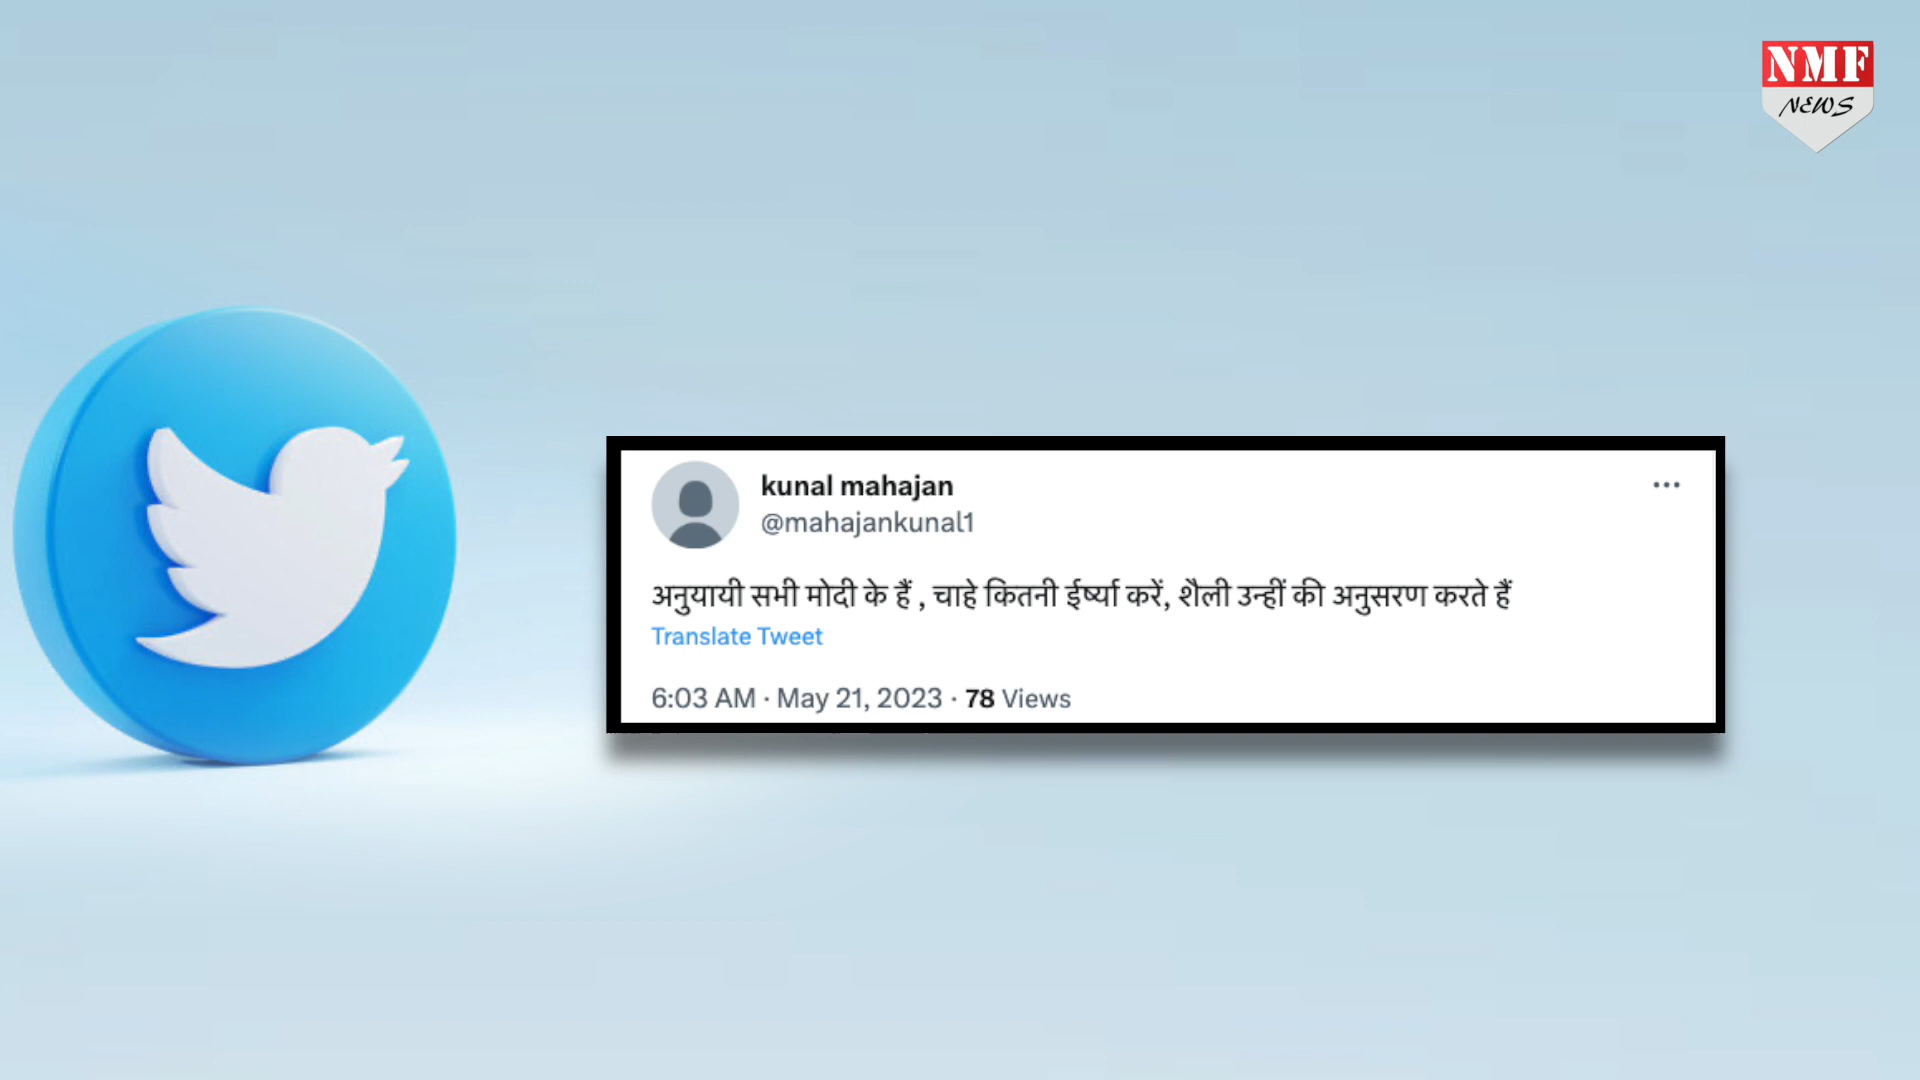 NMF
NEWS
kunal mahajan
@mahajankunal1
अनुयायी सभी मोदी के हैं , चाहे कितनी ईर्ष्या करें, शैली उन्हीं की अनुसरण करते हैं
Translate Tweet
6:03 AM · May 21, 2023 · 78 Views